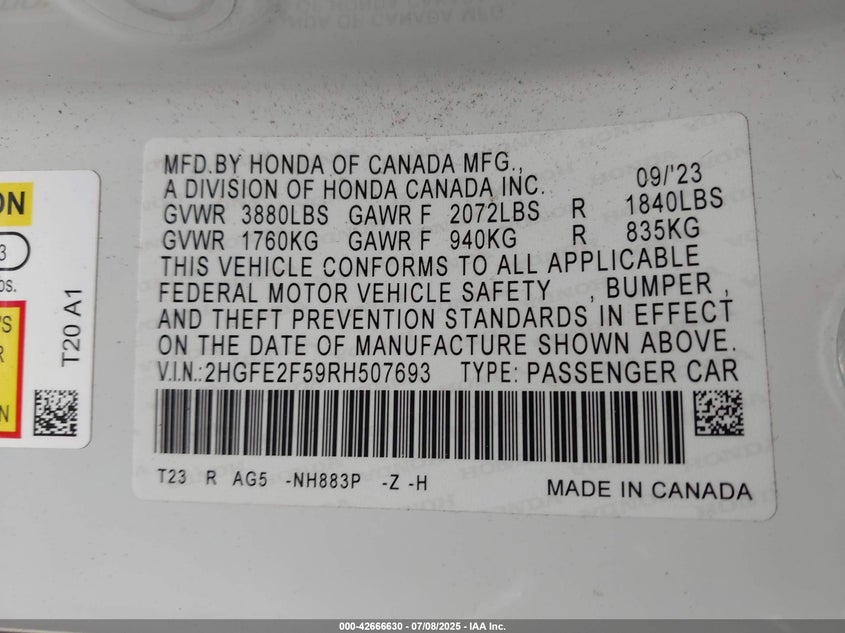 MFD.BY HONDA OF CANADA MFG.,
A DIVISION OF HONDA CANADA INC. 09/'23
GVWR 3880LBS GAWR F 2072LBS R 1840LBS
GVWR 1760KG GAWR F 940KG R 835KG
THIS VEHICLE CONFORMS TO ALL APPLICABLE
FEDERAL MOTOR VEHICLE SAFETY , BUMPER ,
AND THEFT PREVENTION STANDARDS IN EFFECT
ON THE DATE OF MANUFACTURE SHOWN ABOVE.
V.I.N.:2HGFE2F59RH507693 TYPE: PASSENGER CAR
T23 R AG5 -NH883P -Z -H
MADE IN CANADA
T20 A1
000-42666630 / 07/08/2025 - IAA Inc.